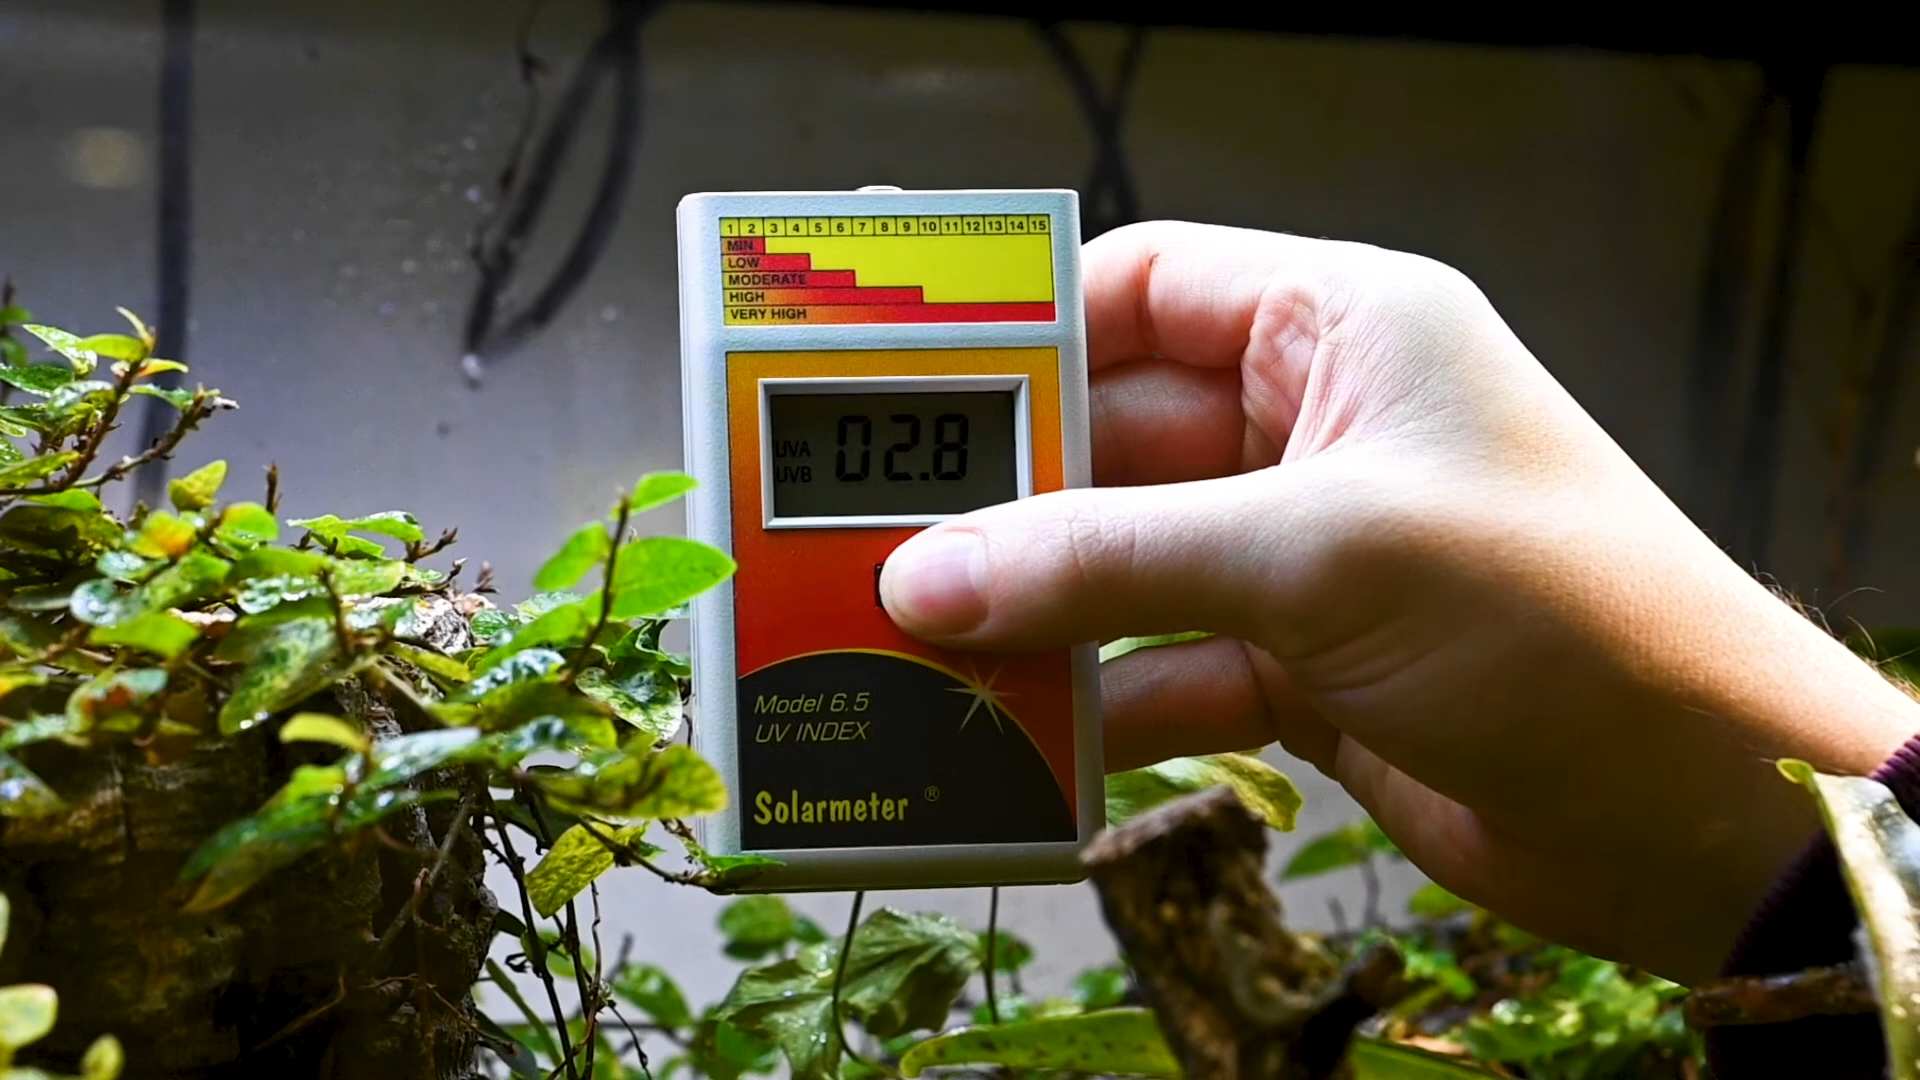 1 2 3 4 5 6 7 8 9 10 11 12 13 14 15
MIN
LOW
MODERATE
HIGH
VERY HIGH
UVA
UVB
02.8
Model 6.5
UV INDEX
Solarmeter ®